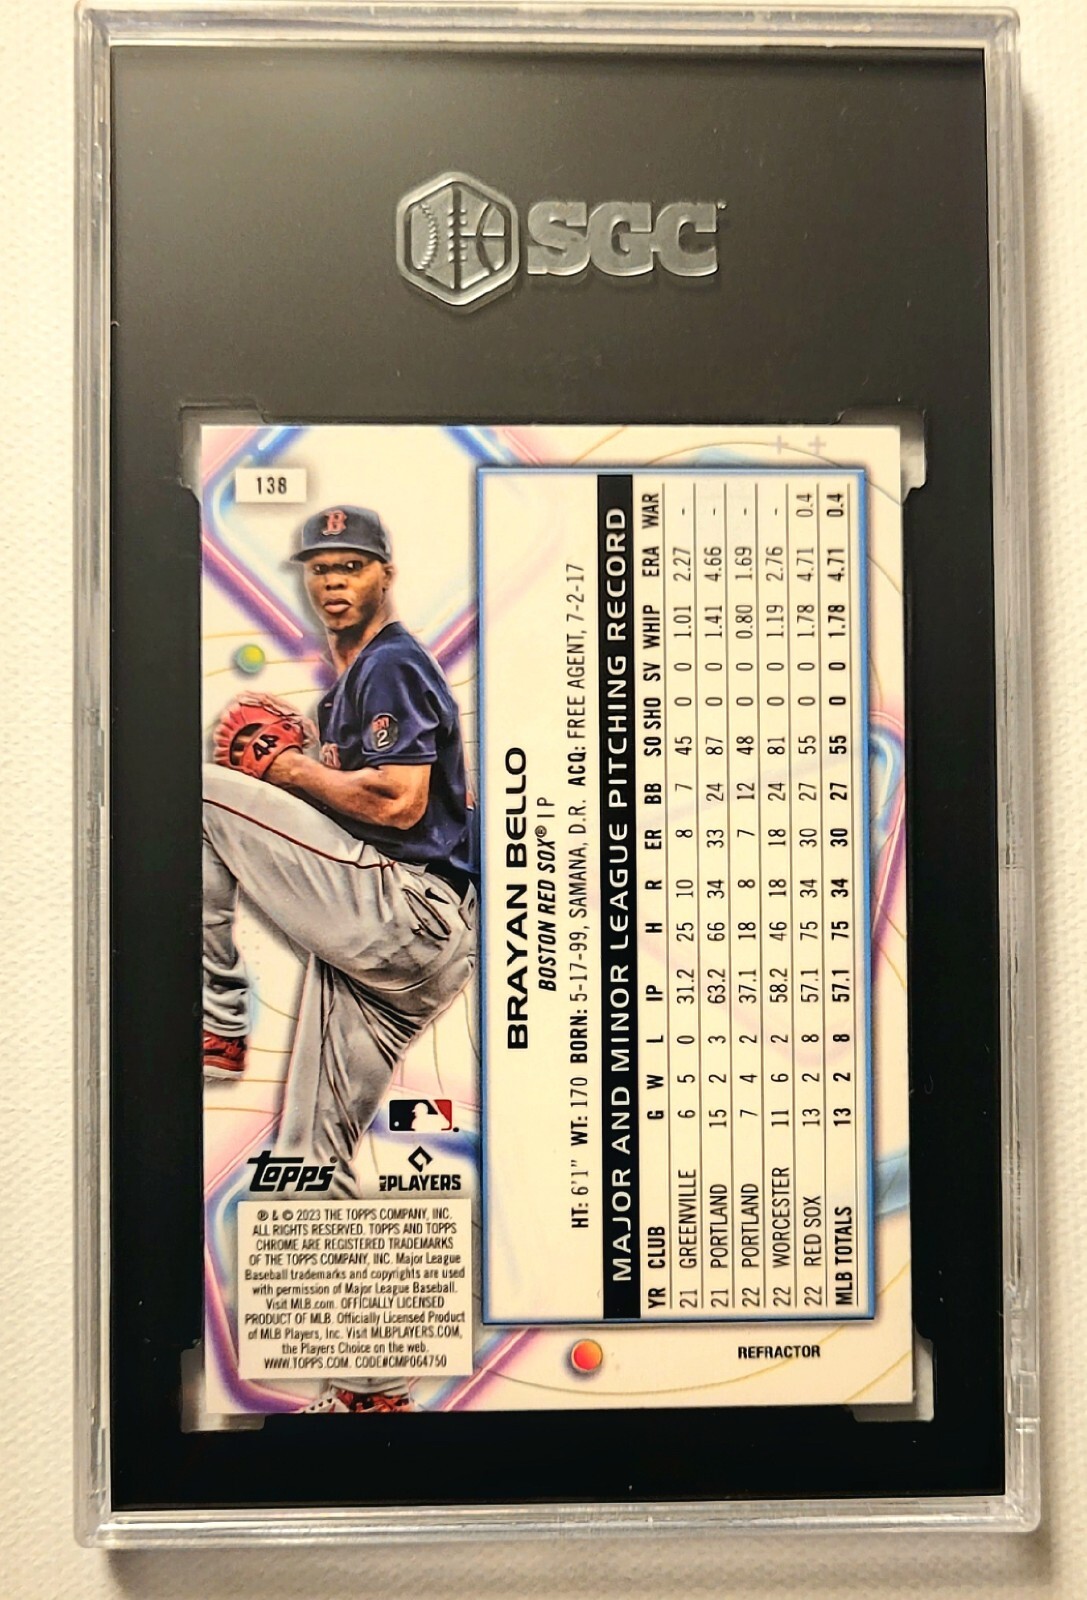 SGC
138
B
44
2
BRAYAN BELLO
BOSTON RED SOX® | P
HT: 6'1" WT: 170 BORN: 5-17-99, SAMANA, D.R. ACQ: FREE AGENT, 7-2-17
MAJOR AND MINOR LEAGUE PITCHING RECORD
YR CLUB G W L IP H R ER BB SO SHO SV WHIP ERA WAR
21 GREENVILLE 6 5 0 31.2 25 10 8 7 45 0 0 1.01 2.27 -
21 PORTLAND 15 2 3 63.2 66 34 33 24 87 0 0 1.41 4.66 -
22 PORTLAND 7 4 2 37.1 18 8 7 12 48 0 0 0.80 1.69 -
22 WORCESTER 11 6 2 58.2 46 18 18 24 81 0 0 1.19 2.76 -
22 RED SOX 13 2 8 57.1 75 34 30 27 55 0 0 1.78 4.71 0.4
MLB TOTALS 13 2 8 57.1 75 34 30 27 55 0 0 1.78 4.71 0.4
topps
MLB PLAYERS
® & © 2023 THE TOPPS COMPANY, INC.
ALL RIGHTS RESERVED. TOPPS AND TOPPS
CHROME ARE REGISTERED TRADEMARKS
OF THE TOPPS COMPANY, INC. Major League
Baseball trademarks and copyrights are used
with permission of Major League Baseball.
Visit MLB.com. OFFICIALLY LICENSED
PRODUCT OF MLB. Officially Licensed Product
of MLB Players, Inc. Visit MLBPLAYERS.COM,
the Players Choice on the web.
WWW.TOPPS.COM. CODE#CMP064750
REFRACTOR